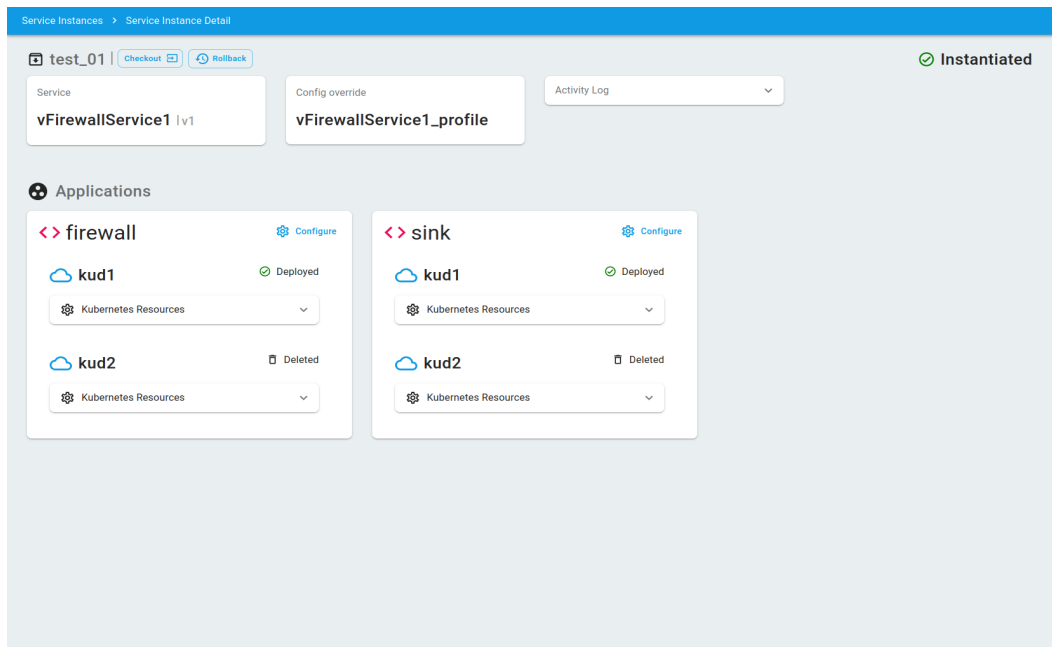 Service Instances > Service Instance Detail
test_01 | Checkout Rollback
Instantiated
Service
vFirewallService1 | v1
Config override
vFirewallService1_profile
Activity Log
Applications
<> firewall
Configure
kud1
Deployed
Kubernetes Resources
kud2
Deleted
Kubernetes Resources
<> sink
Configure
kud1
Deployed
Kubernetes Resources
kud2
Deleted
Kubernetes Resources